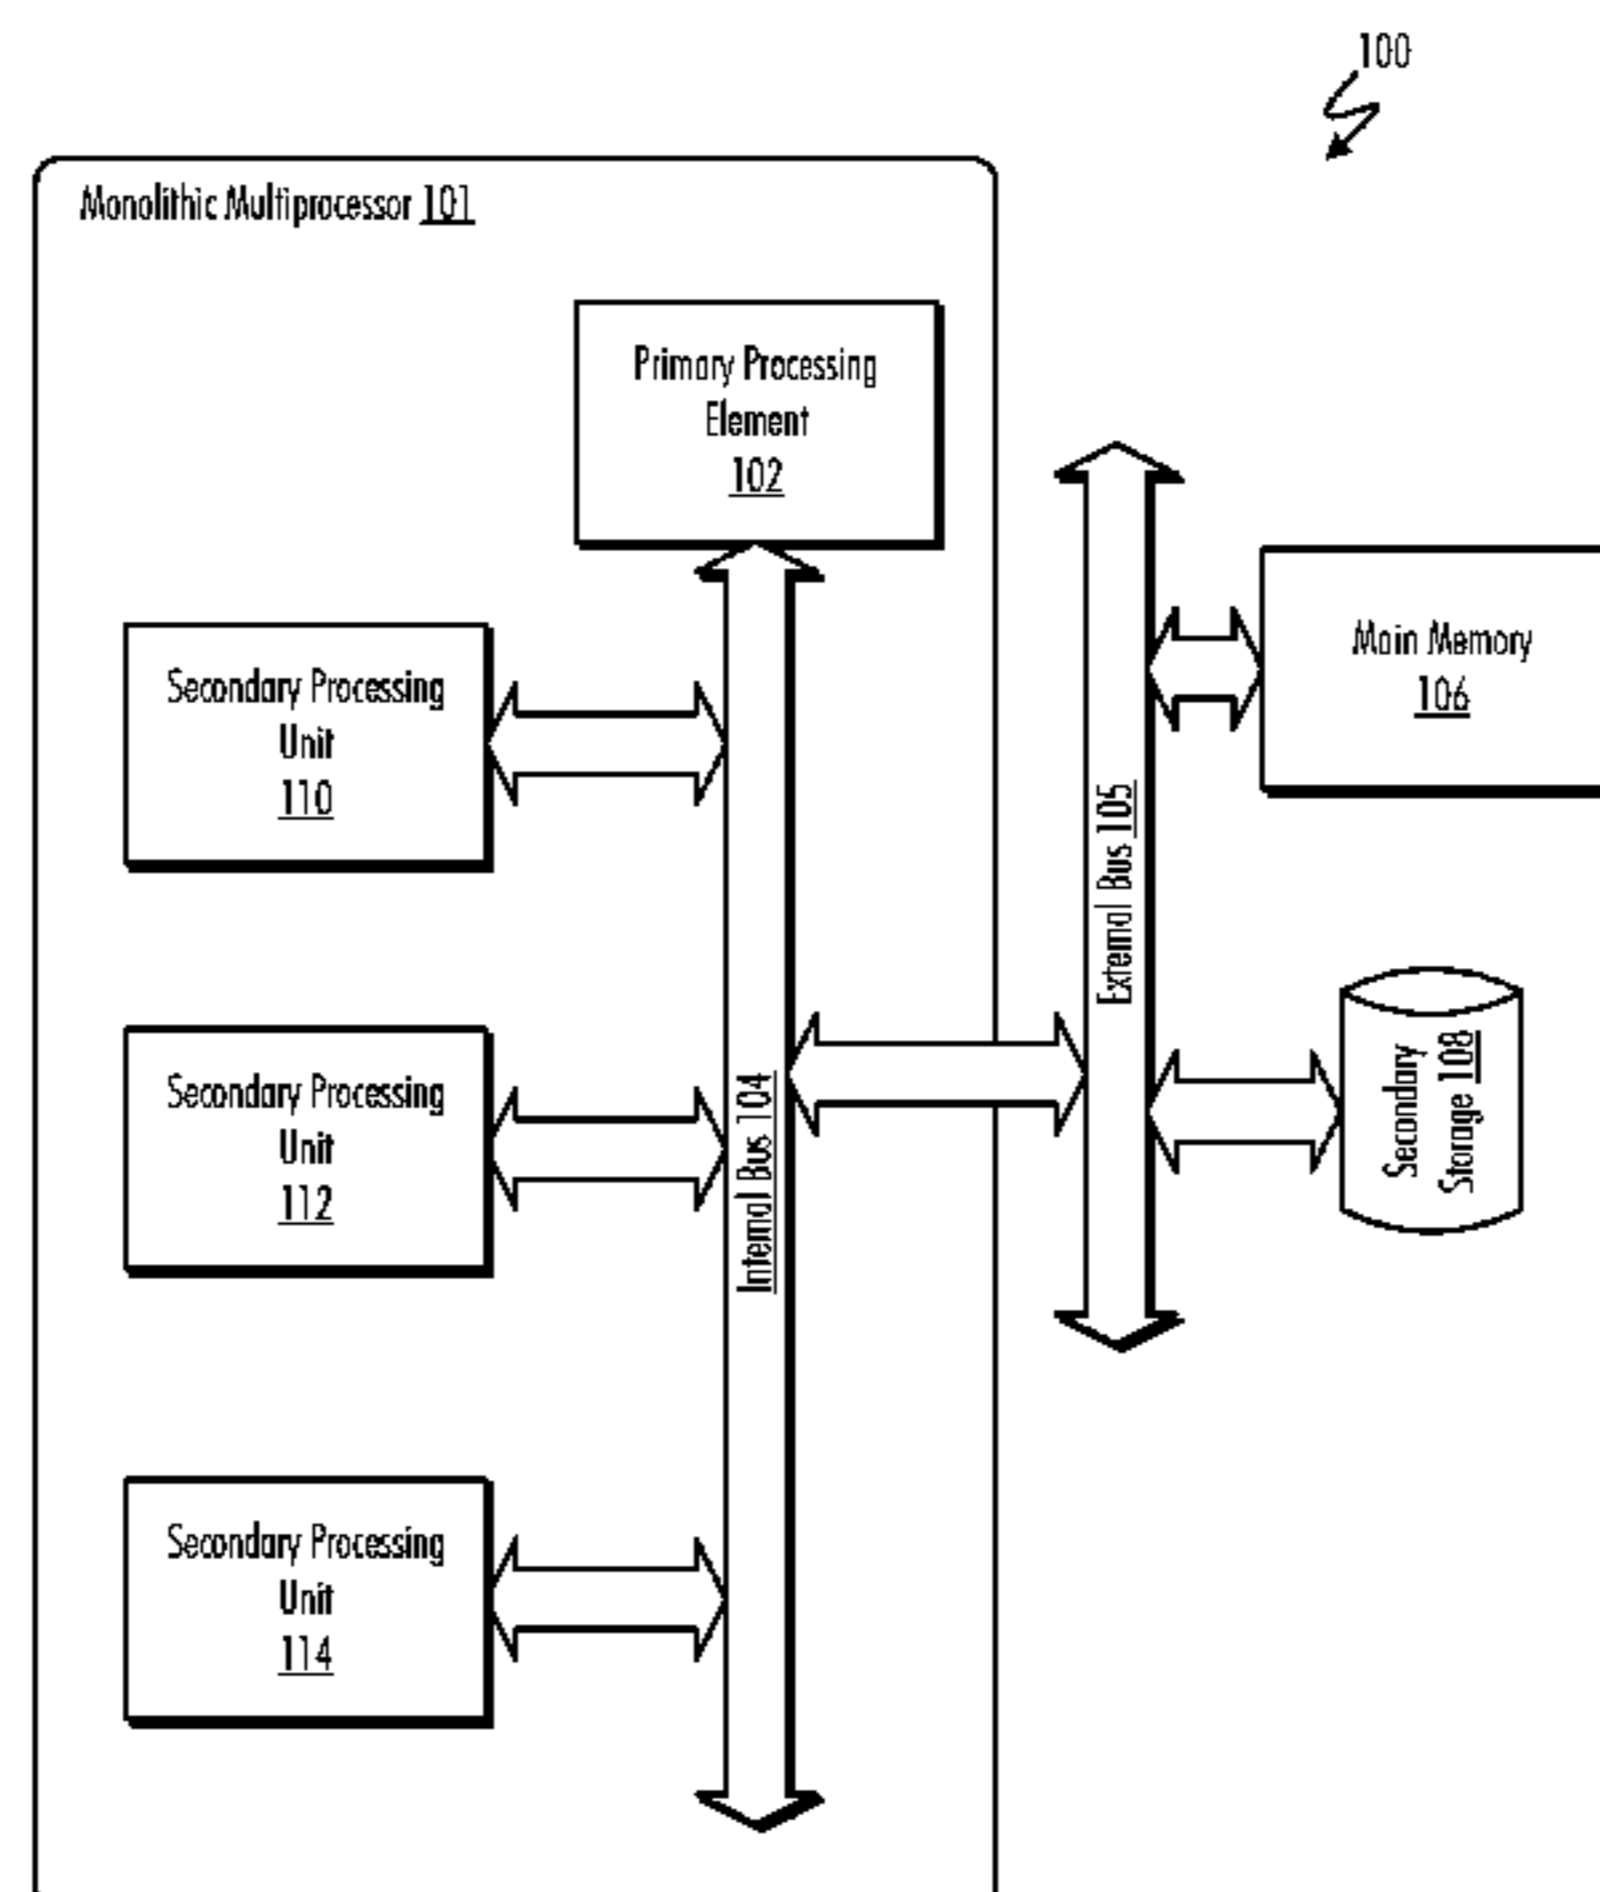 100
Monolithic Multiprocessor 101
Primary Processing
Element
102
Secondary Processing
Unit
110
Main Memory
106
External Bus 105
Secondary Processing
Unit
112
Internal Bus 104
Secondary
Storage 108
Secondary Processing
Unit
114